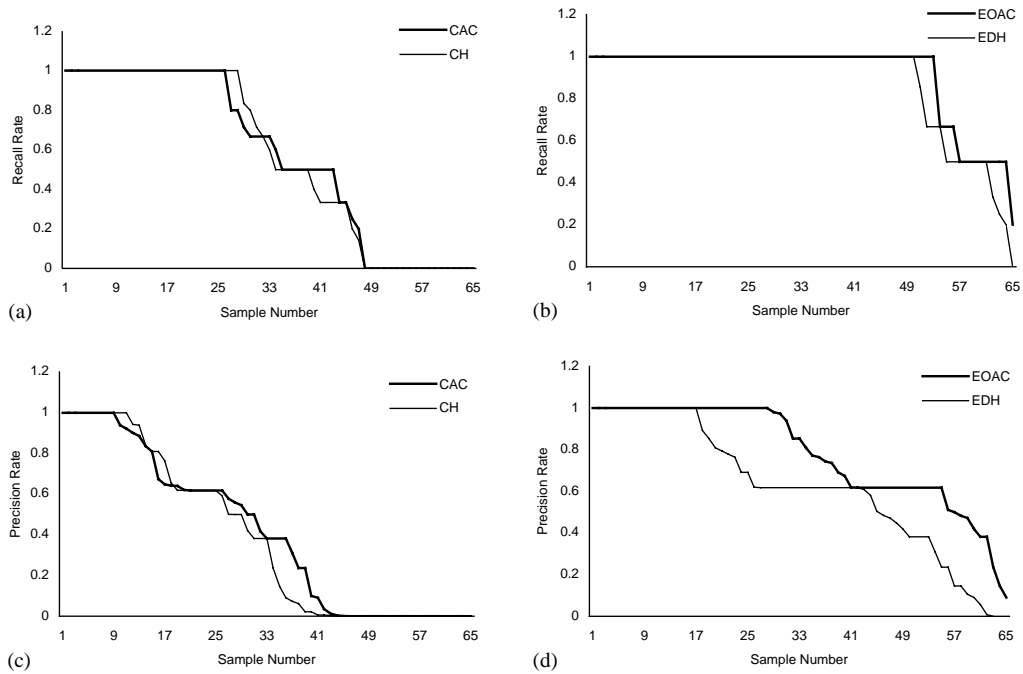 1.2
1
0.8
0.6
0.4
0.2
0
Recall Rate
CAC
CH
1 9 17 25 33 41 49 57 65
Sample Number
(a)
1.2
1
0.8
0.6
0.4
0.2
0
Recall Rate
EOAC
EDH
1 9 17 25 33 41 49 57 65
Sample Number
(b)
1.2
1
0.8
0.6
0.4
0.2
0
Precision Rate
CAC
CH
1 9 17 25 33 41 49 57 65
Sample Number
(c)
1.2
1
0.8
0.6
0.4
0.2
0
Precision Rate
EOAC
EDH
1 9 17 25 33 41 49 57 65
Sample Number
(d)